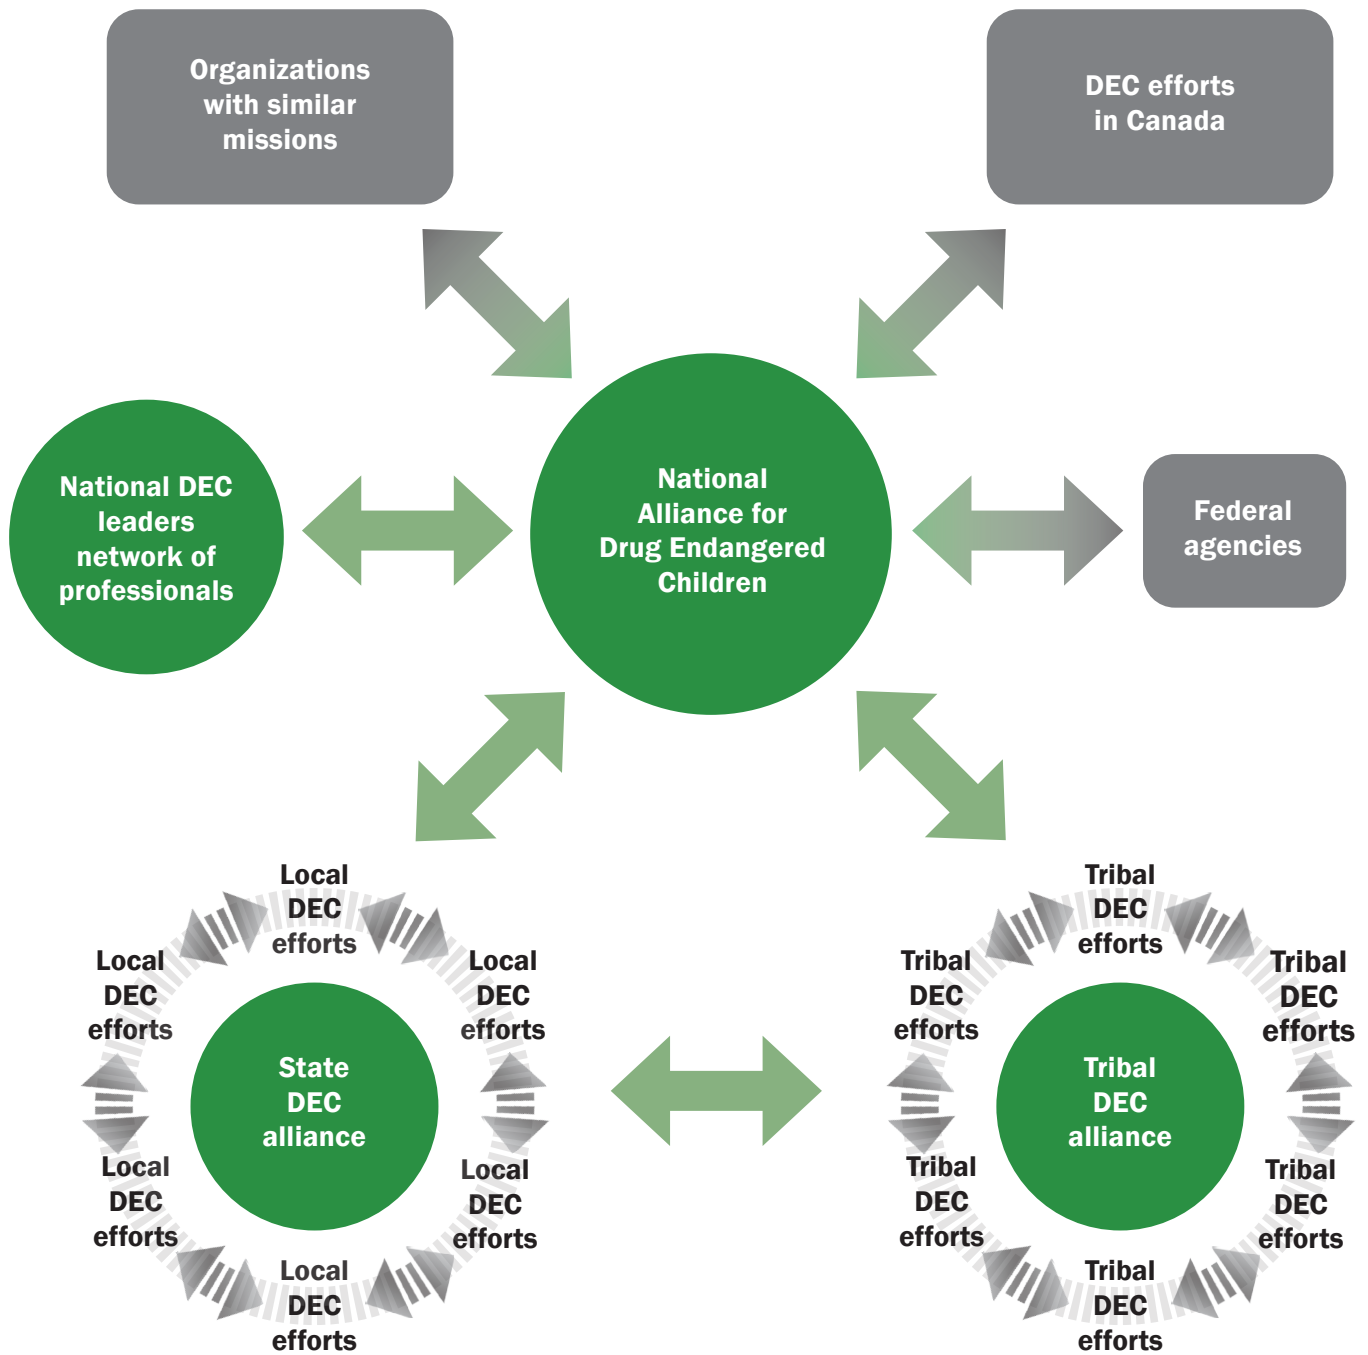 Organizations
with similar
missions
DEC efforts
in Canada
National DEC
leaders
network of
professionals
National
Alliance for
Drug Endangered
Children
Federal
agencies
Local
DEC
efforts
Local
DEC
efforts
Local
DEC
efforts
State
DEC
alliance
Local
DEC
efforts
Local
DEC
efforts
Local
DEC
efforts
Tribal
DEC
efforts
Tribal
DEC
efforts
Tribal
DEC
efforts
Tribal
DEC
alliance
Tribal
DEC
efforts
Tribal
DEC
efforts
Tribal
DEC
efforts